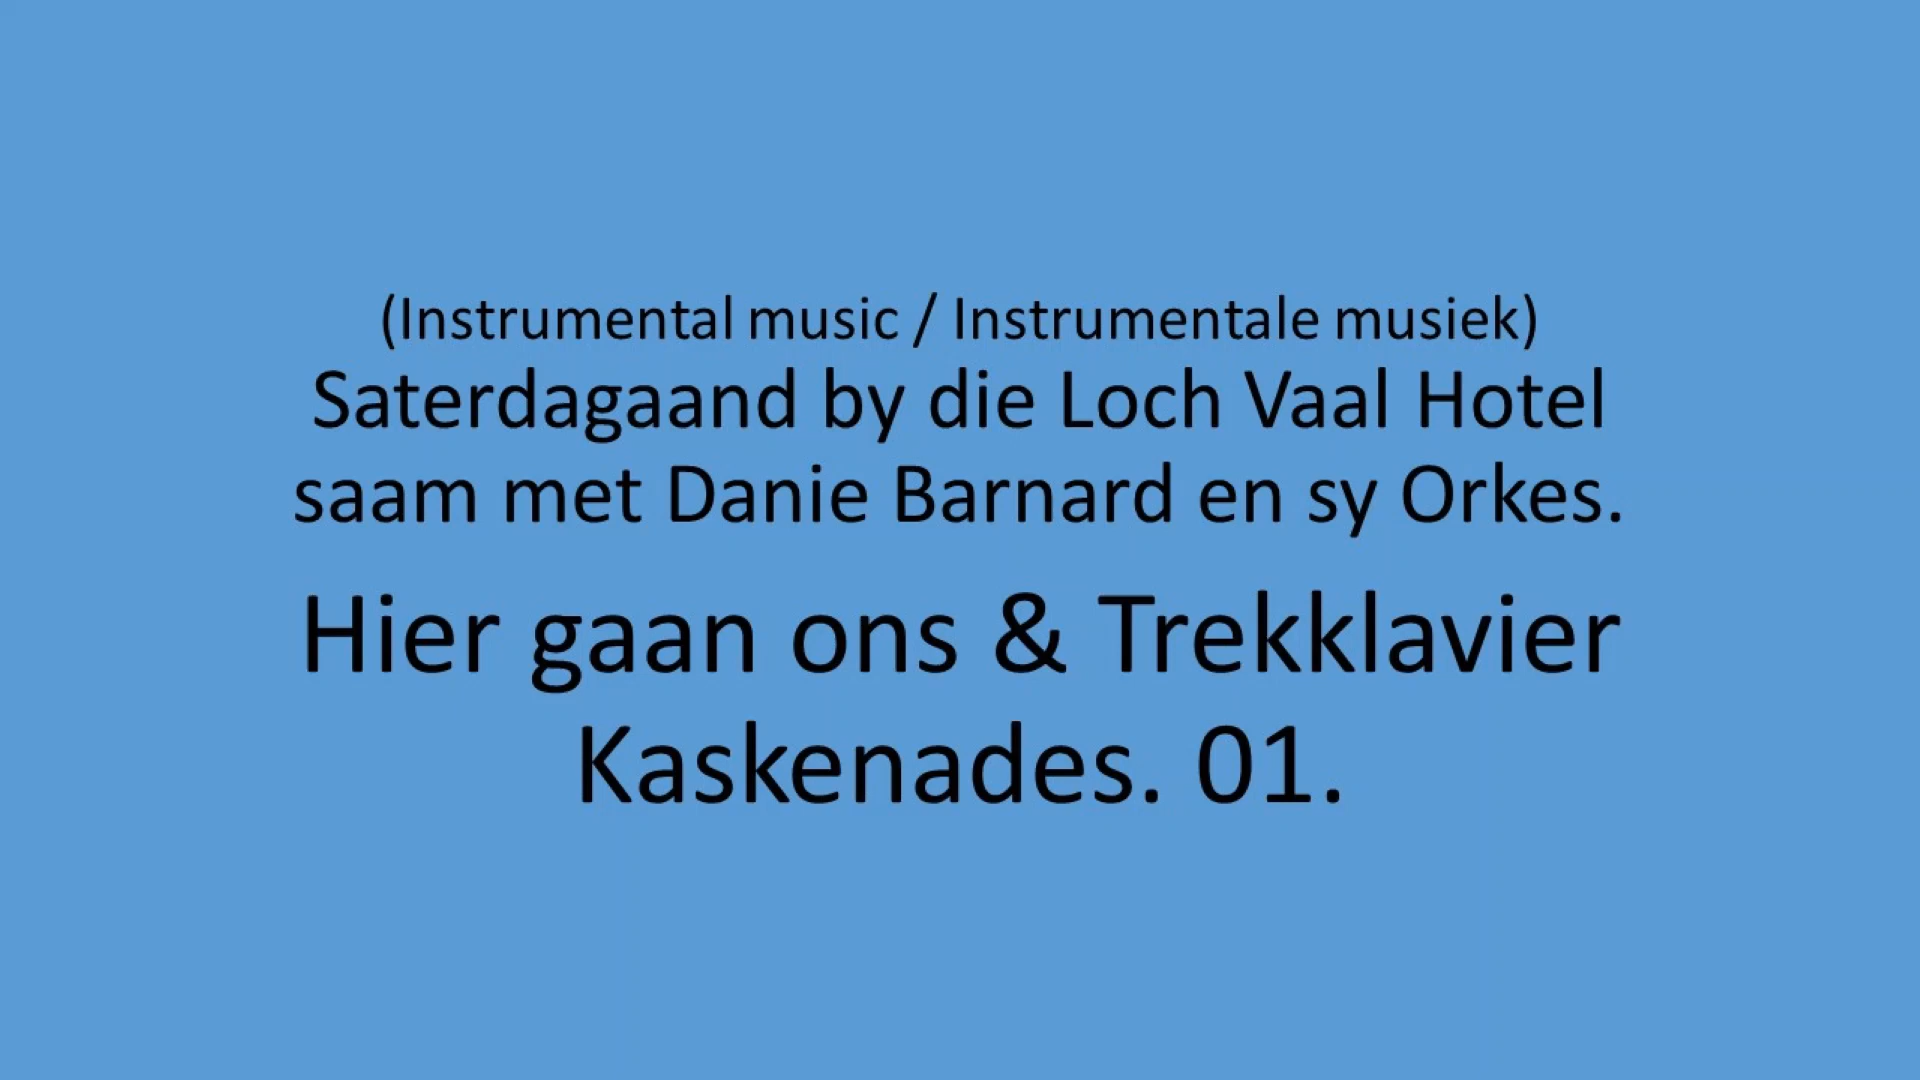 (Instrumental music / Instrumentale musiek)
Saterdagaand by die Loch Vaal Hotel
saam met Danie Barnard en sy Orkes.
Hier gaan ons & Trekklavier
Kaskenades. 01.